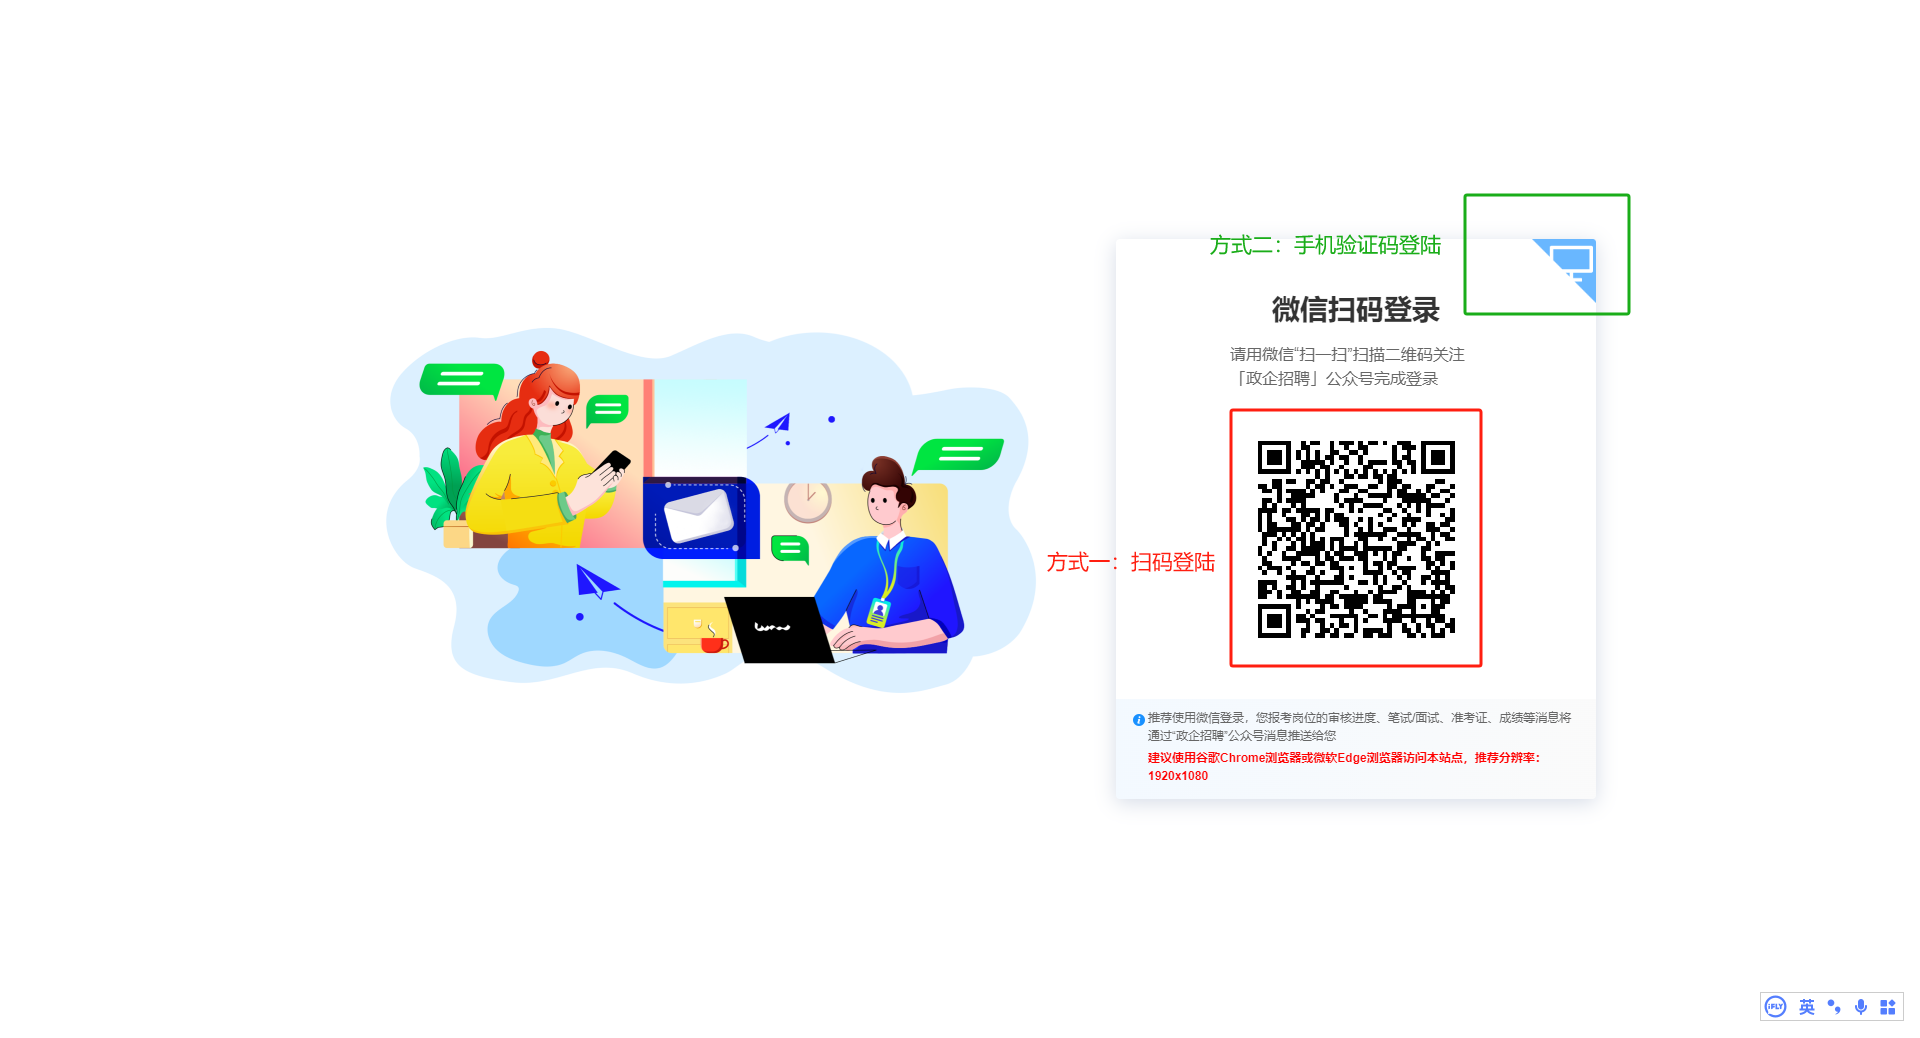 方式二：手机验证码登陆
微信扫码登录
请用微信“扫一扫”扫描二维码关注
「政企招聘」公众号完成登录
方式一：扫码登陆
推荐使用微信登录，您报考岗位的审核进度、笔试/面试、准考证、成绩等消息将
通过“政企招聘”公众号消息推送给您
建议使用谷歌Chrome浏览器或微软Edge浏览器访问本站点，推荐分辨率：
1920x1080
iFLY 英